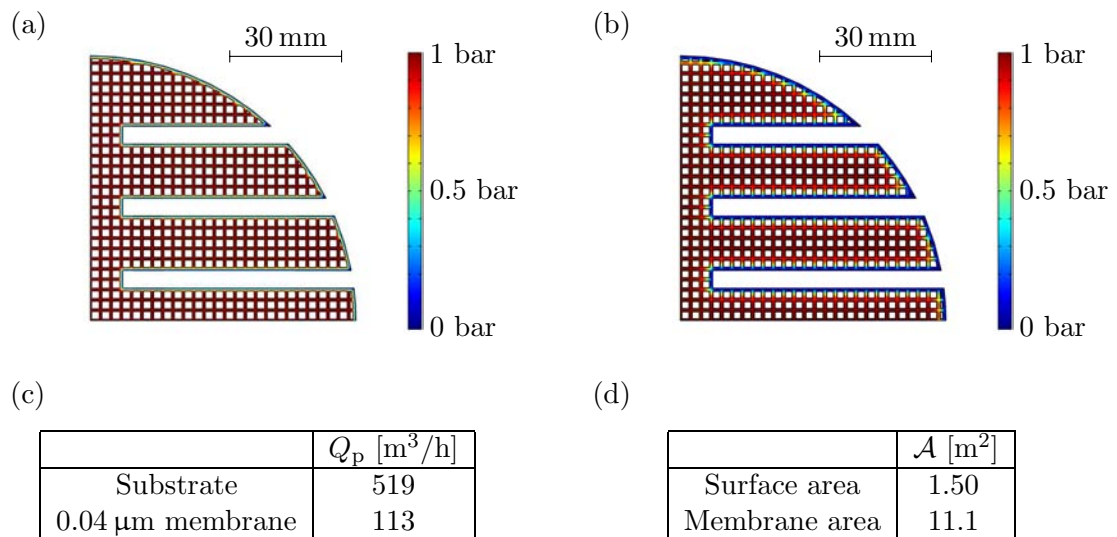 (a)
30 mm
1 bar
0.5 bar
0 bar
(b)
30 mm
1 bar
0.5 bar
0 bar
(c)
Qp [m³/h]
Substrate 519
0.04 μm membrane 113
(d)
𝒜 [m²]
Surface area 1.50
Membrane area 11.1